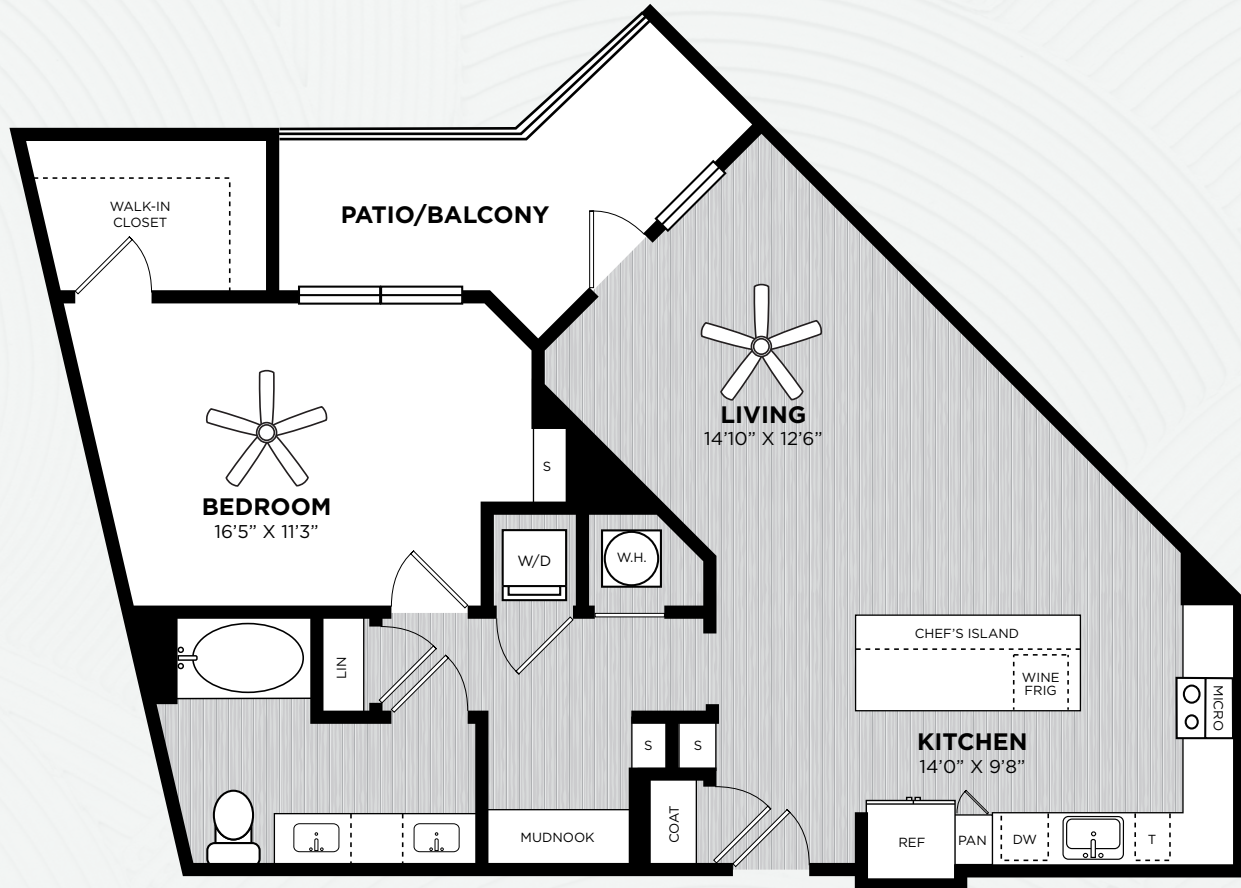 WALK-IN
CLOSET
PATIO/BALCONY
LIVING
14’10” X 12’6”
BEDROOM
16’5” X 11’3”
S
W/D
W.H.
CHEF'S ISLAND
WINE
FRIG
LIN
MICRO
KITCHEN
14’0” X 9’8”
S
S
COAT
MUDNOOK
REF
PAN
DW
T